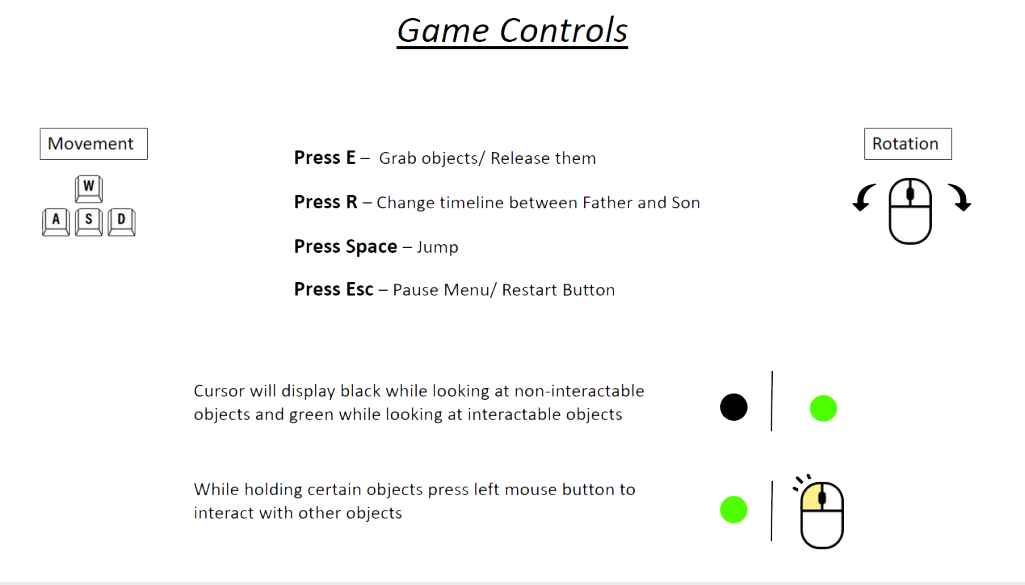 Game Controls
Movement
W
A S D
Press E – Grab objects/ Release them
Press R – Change timeline between Father and Son
Press Space – Jump
Press Esc – Pause Menu/ Restart Button
Rotation
Cursor will display black while looking at non-interactable
objects and green while looking at interactable objects
While holding certain objects press left mouse button to
interact with other objects